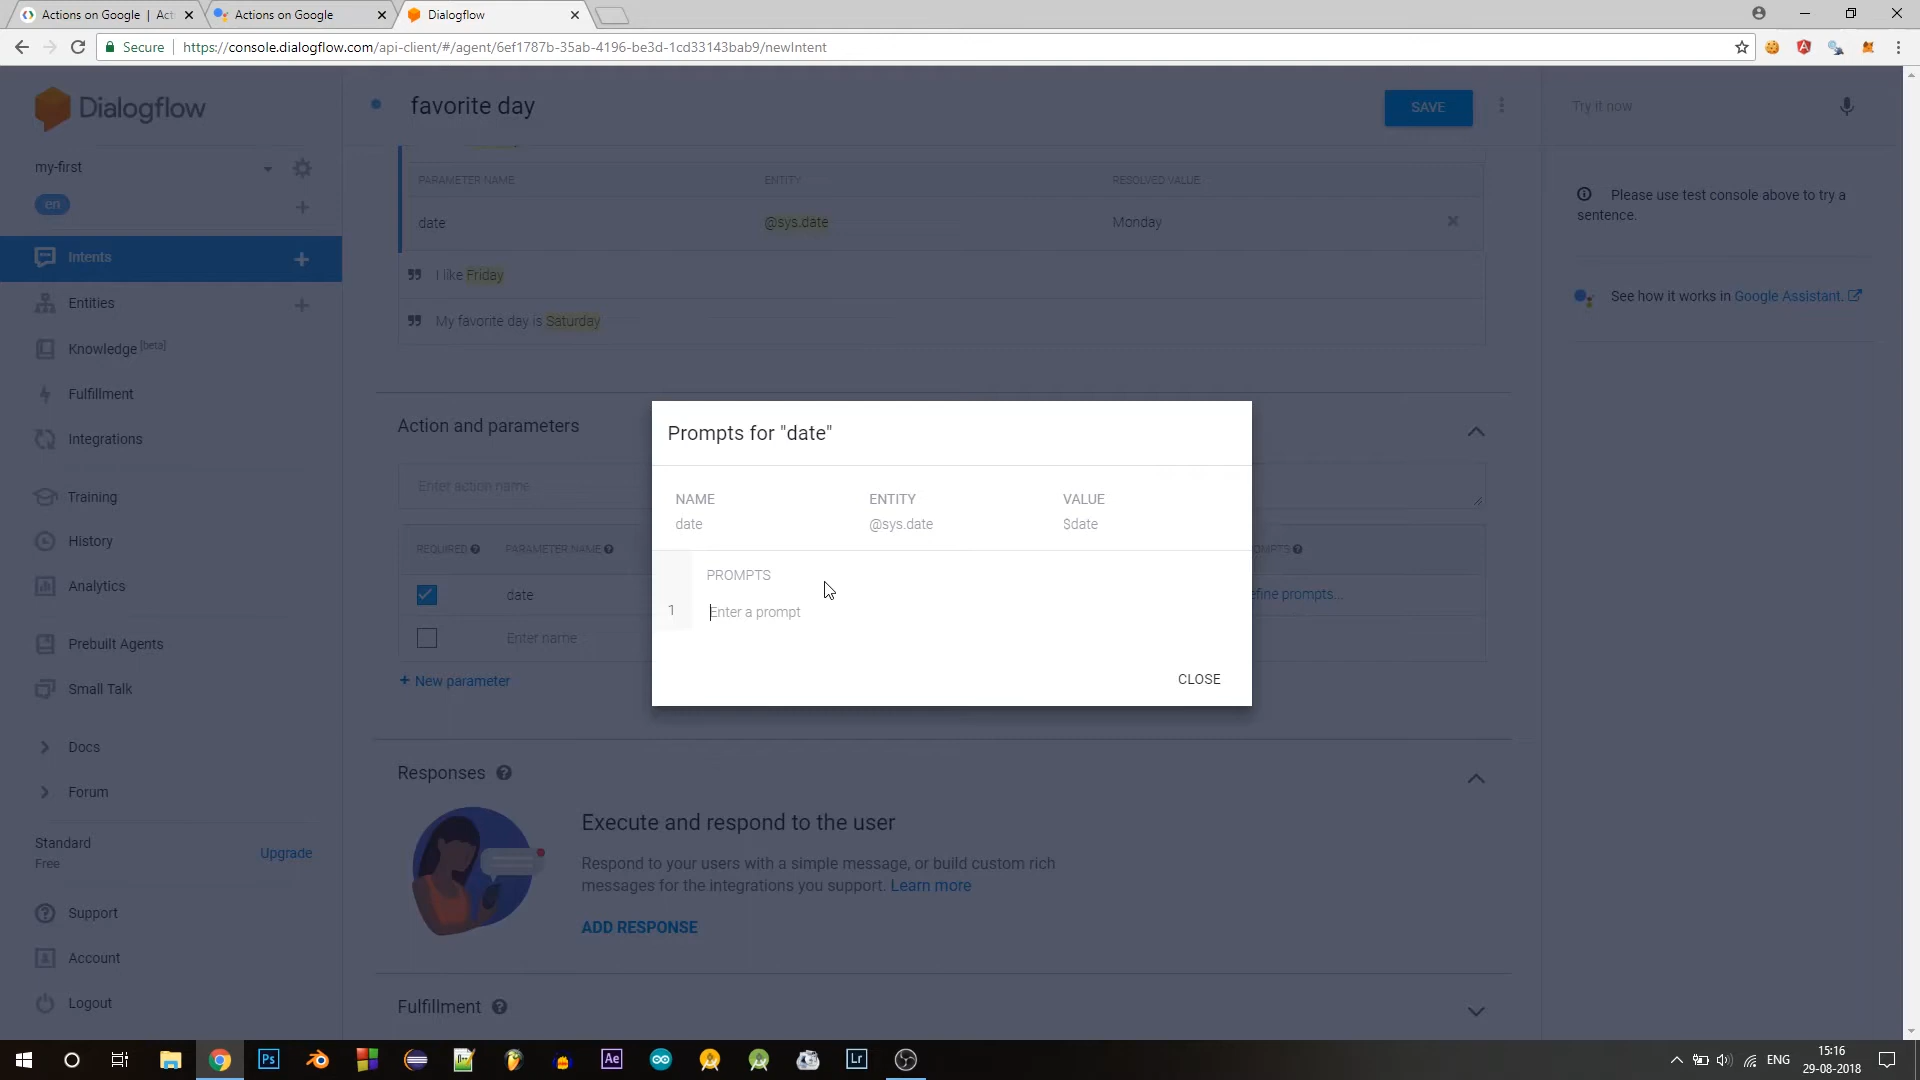 Actions on Google | Act
Actions on Google
Dialogflow
Secure
https://console.dialogflow.com/api-client/#/agent/6ef1787b-35ab-4196-be3d-1cd33143bab9/newIntent
Dialogflow
my-first
en
Intents
Entities
Knowledge [beta]
Fulfillment
Integrations
Training
History
Analytics
Prebuilt Agents
Small Talk
Docs
Forum
Standard
Free
Upgrade
Support
Account
Logout
favorite day
SAVE
PARAMETER NAME ENTITY RESOLVED VALUE
date @sys.date Monday
I like Friday
My favorite day is Saturday
Action and parameters
Enter action name
REQUIRED PARAMETER NAME
date
Define prompts...
Enter name
+ New parameter
Prompts for "date"
NAME ENTITY VALUE
date @sys.date $date
PROMPTS
1 Enter a prompt
CLOSE
Responses
Execute and respond to the user
Respond to your users with a simple message, or build custom rich
messages for the integrations you support. Learn more
ADD RESPONSE
Fulfillment
Try it now
Please use test console above to try a
sentence.
See how it works in Google Assistant.
Ps
Ae
Lr
ENG
15:16
29-08-2018